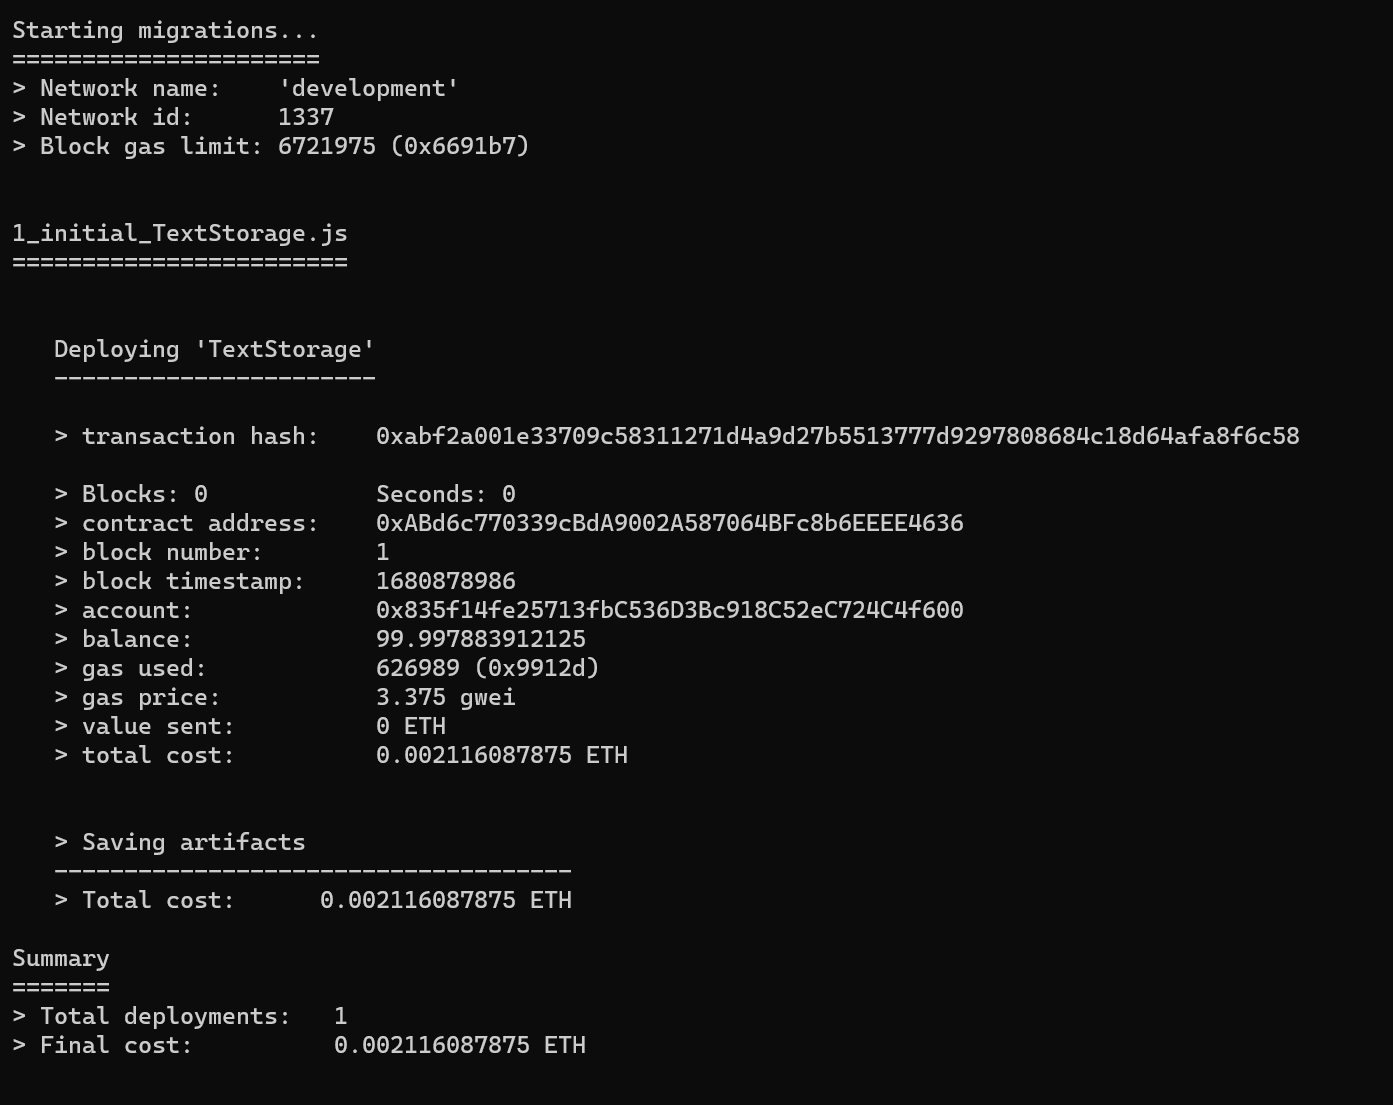 Starting migrations...
======================
> Network name:    'development'
> Network id:      1337
> Block gas limit: 6721975 (0x6691b7)
1_initial_TextStorage.js
========================
Deploying 'TextStorage'
-----------------------
> transaction hash:    0xabf2a001e33709c58311271d4a9d27b5513777d9297808684c18d64afa8f6c58
> Blocks: 0            Seconds: 0
> contract address:    0xABd6c770339cBdA9002A587064BFc8b6EEEE4636
> block number:        1
> block timestamp:     1680878986
> account:             0x835f14fe25713fbC536D3Bc918C52eC724C4f600
> balance:             99.997883912125
> gas used:            626989 (0x9912d)
> gas price:           3.375 gwei
> value sent:          0 ETH
> total cost:          0.002116087875 ETH
> Saving artifacts
-------------------------------------
> Total cost:      0.002116087875 ETH
Summary
=======
> Total deployments:   1
> Final cost:          0.002116087875 ETH